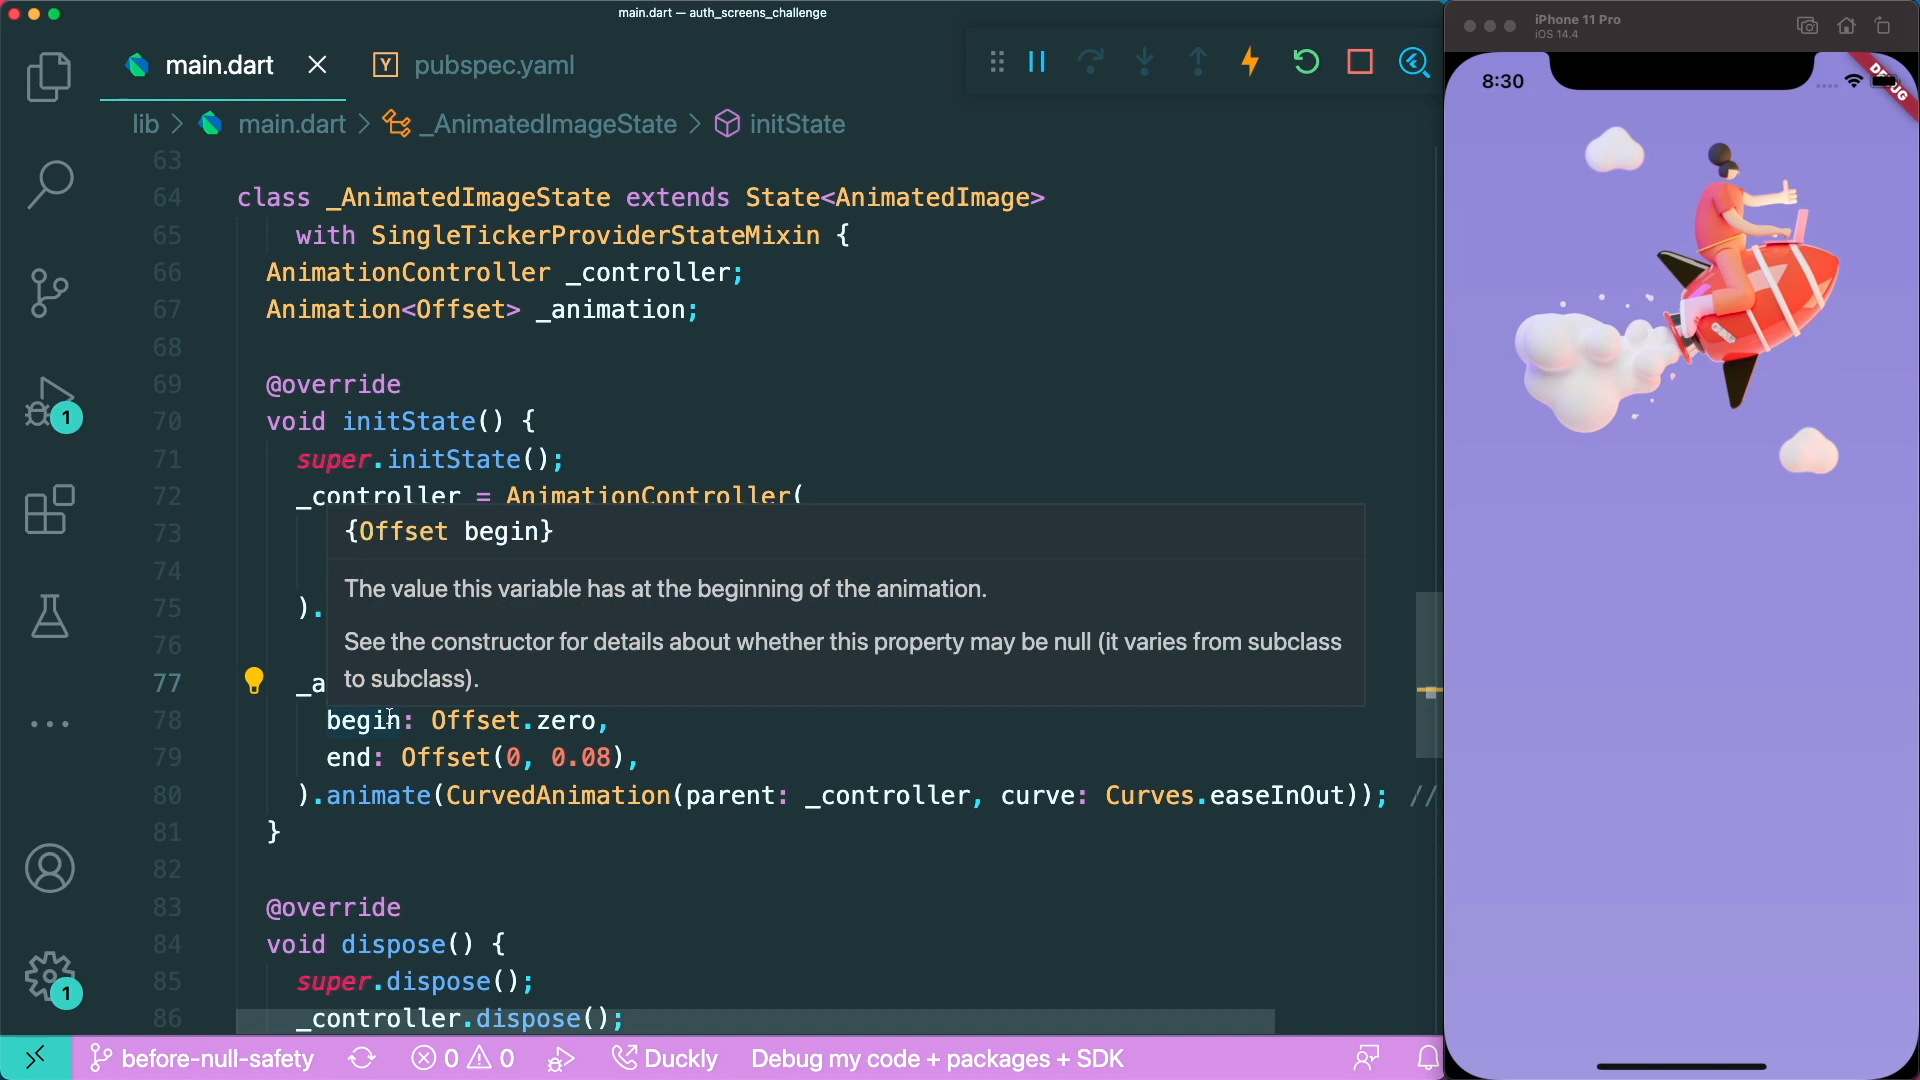 main.dart — auth_screens_challenge
main.dart
pubspec.yaml
lib > main.dart > _AnimatedImageState > initState
63
64 class _AnimatedImageState extends State<AnimatedImage>
65 with SingleTickerProviderStateMixin {
66 AnimationController _controller;
67 Animation<Offset> _animation;
68
69 @override
70 void initState() {
71 super.initState();
72 _controller = AnimationController(
73
74
75 ).
76
77 _a
{Offset begin}
The value this variable has at the beginning of the animation.
See the constructor for details about whether this property may be null (it varies from subclass
to subclass).
78 begin: Offset.zero,
79 end: Offset(0, 0.08),
80 ).animate(CurvedAnimation(parent: _controller, curve: Curves.easeInOut)); //
81 }
82
83 @override
84 void dispose() {
85 super.dispose();
86 _controller.dispose();
1
1
before-null-safety 0 0 Duckly Debug my code + packages + SDK
iPhone 11 Pro
iOS 14.4
8:30